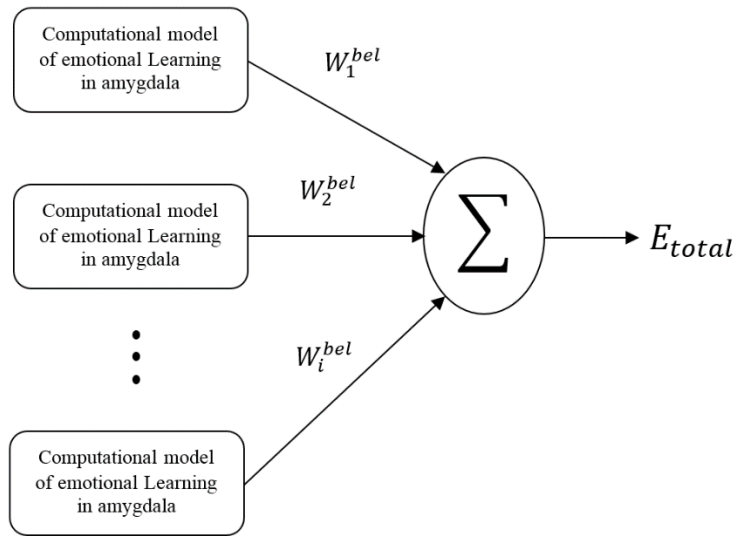 Computational model
of emotional Learning
in amygdala
W_1^{bel}
Computational model
of emotional Learning
in amygdala
W_2^{bel}
∑
E_{total}
W_i^{bel}
Computational model
of emotional Learning
in amygdala